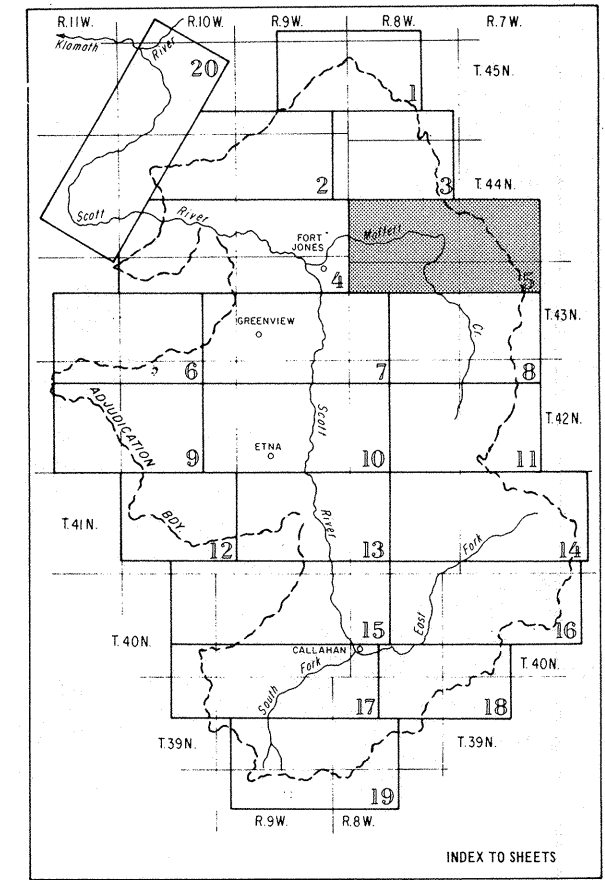 R.11W. R.10W. R.9W. R.8W. R.7W.
Klamath River
20
T.45N.
1
2 3 T.44N.
Scott River
FORT JONES
Moffett
4 5
T.43N.
GREENVIEW
Cr.
6 7 8
ADJUDICATION
Scott
T.42N.
ETNA
9 10 11
T.41N.
BDY.
River
Fork
12 13 14
East
T.40N.
15 16
CALLAHAN
T.40N.
South Fork
17 18
T.39N. T.39N.
19
R.9W. R.8W.
INDEX TO SHEETS